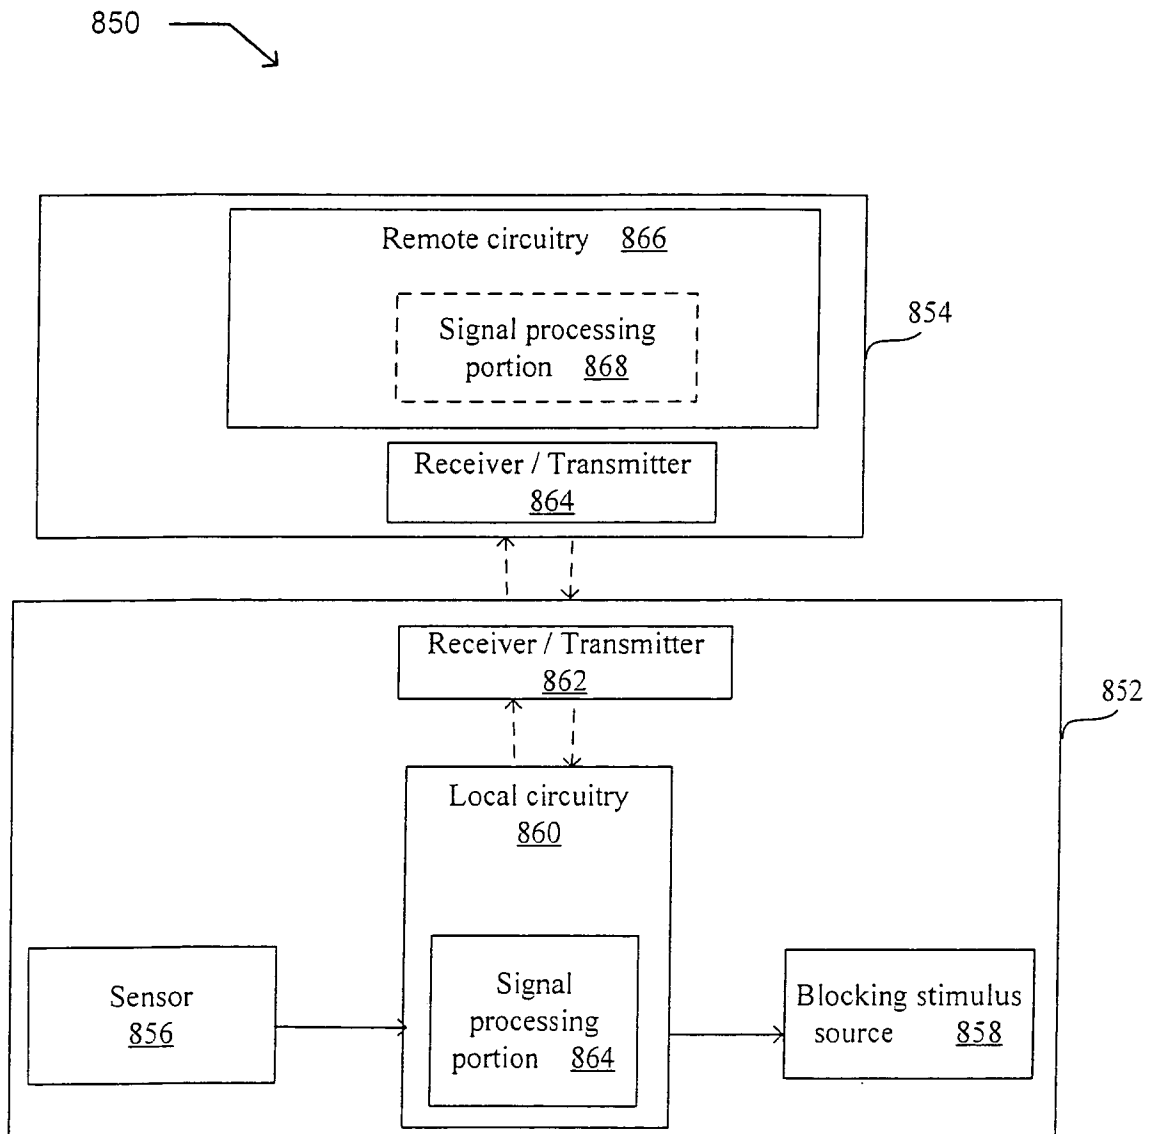 850
Remote circuitry 866
Signal processing
portion 868
854
Receiver / Transmitter
864
Receiver / Transmitter
862
852
Local circuitry
860
Sensor
856
Signal
processing
portion 864
Blocking stimulus
source 858